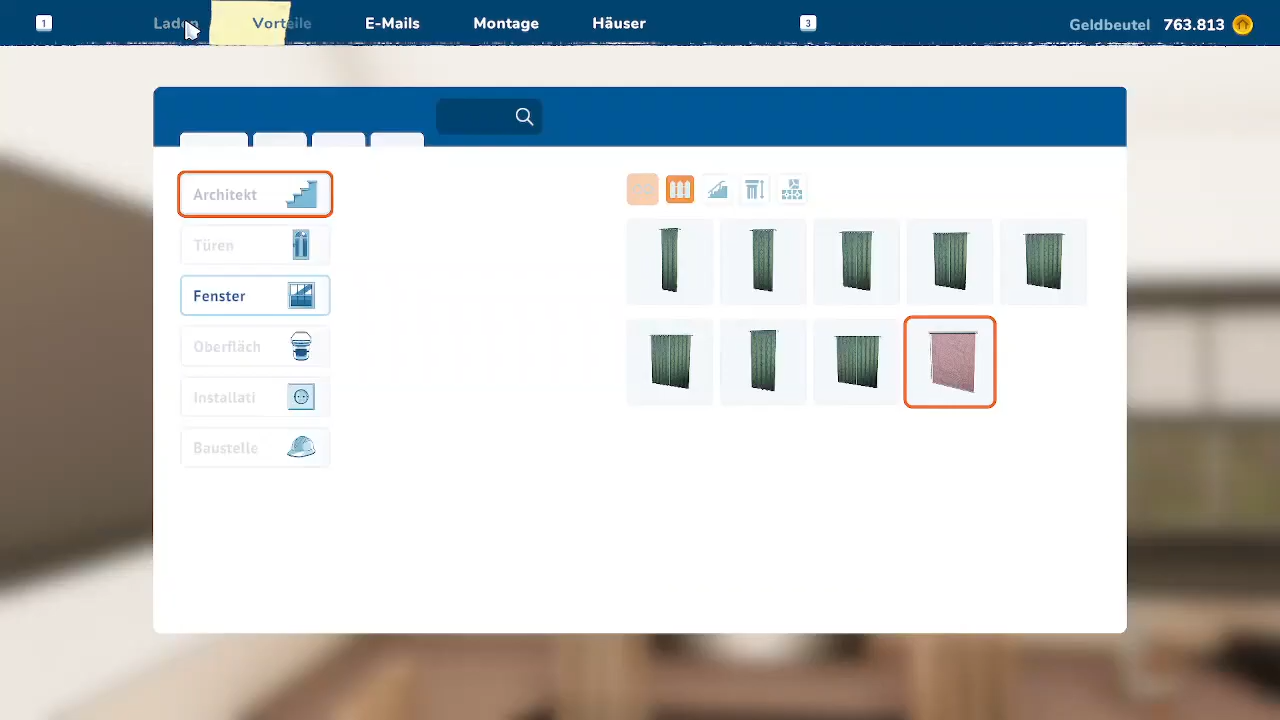 1 Laden Vorteile E-Mails Montage Häuser 3 Geldbeutel 763.813
Architekt
Türen
Fenster
Oberfläch
Installati
Baustelle